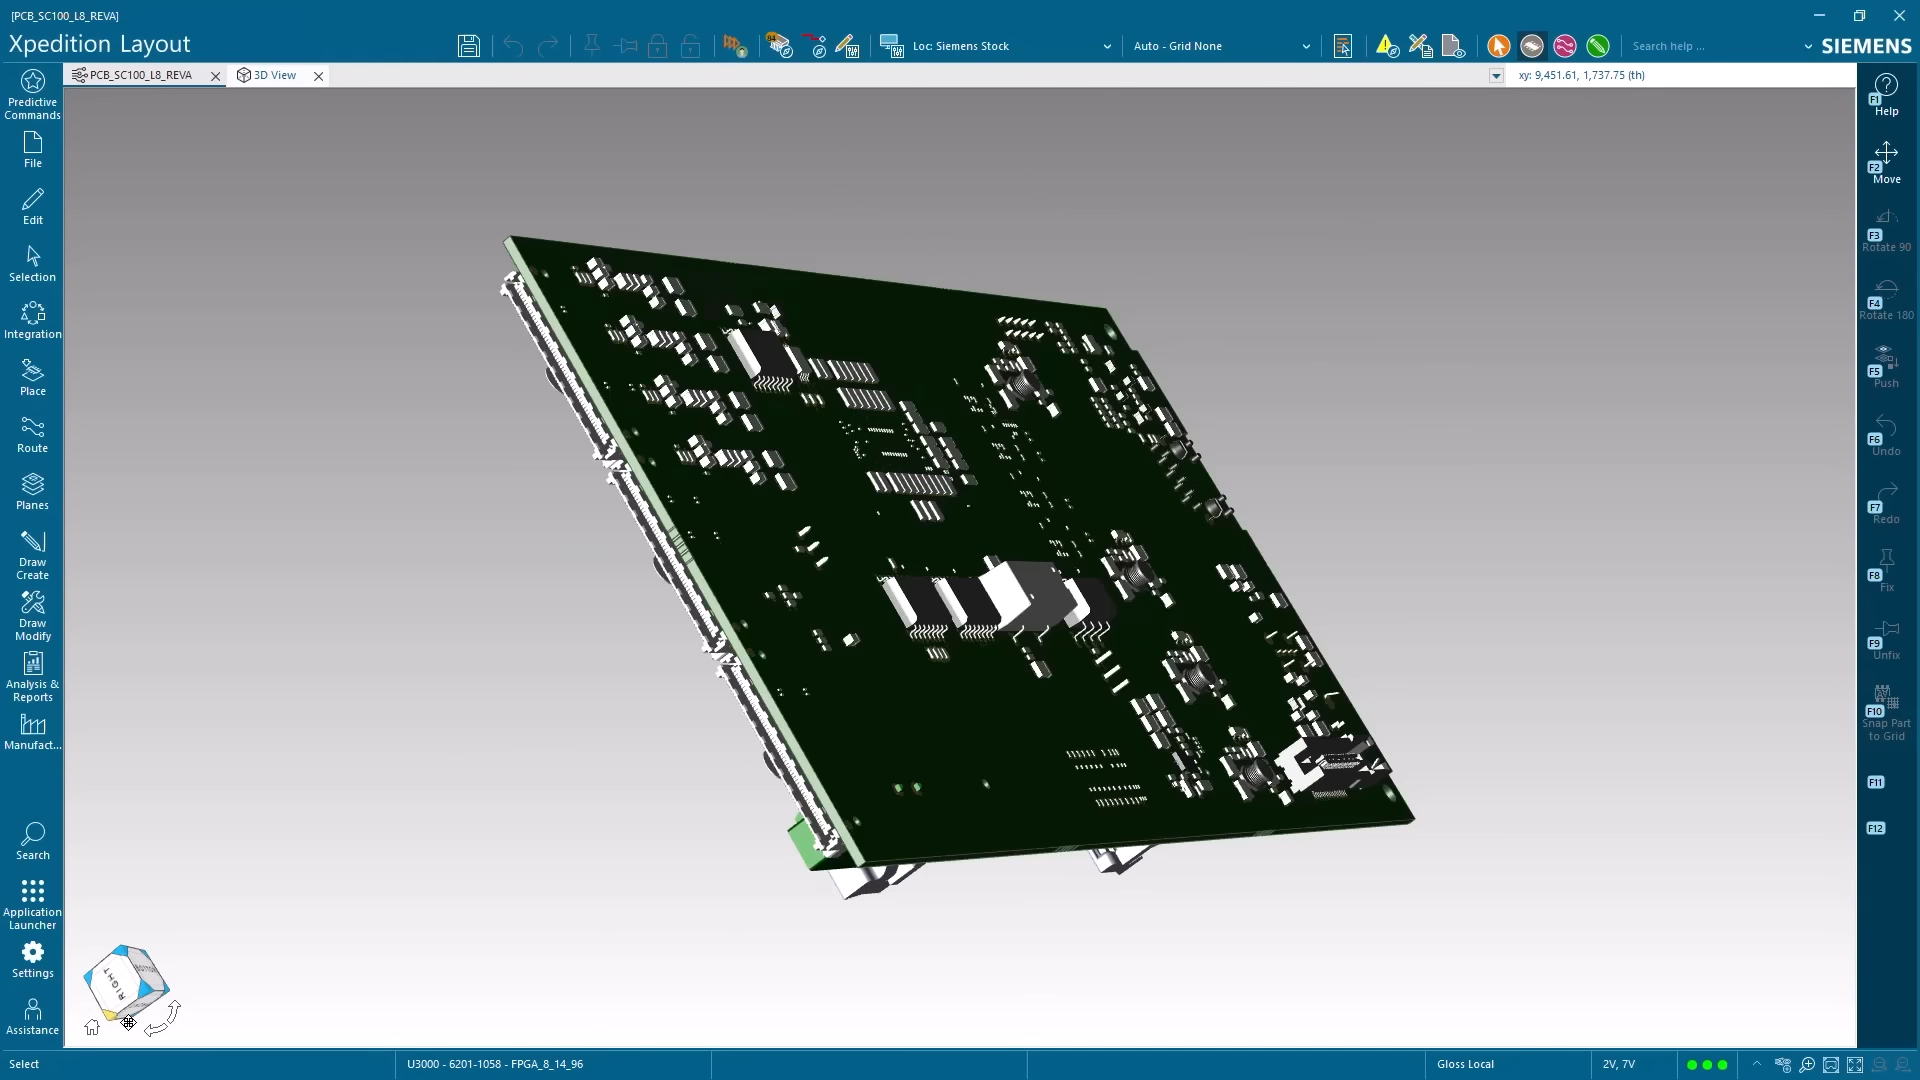 [PCB_SC100_L8_REVA]
Xpedition Layout
Loc: Siemens Stock
Auto - Grid None
Search help ...
SIEMENS
PCB_SC100_L8_REVA
3D View
xy: 9,451.61, 1,737.75 (th)
Predictive
Commands
File
Edit
Selection
Integration
Place
Route
Planes
Draw
Create
Draw
Modify
Analysis &
Reports
Manufact...
Search
Application
Launcher
Settings
Assistance
F1
Help
F2
Move
F3
Rotate 90
F4
Rotate 180
F5
Push
F6
Undo
F7
Redo
F8
Fix
F9
Unfix
F10
Snap Part
to Grid
F11
F12
RIGHT
Select
U3000 - 6201-1058 - FPGA_8_14_96
Gloss Local
2V, 7V